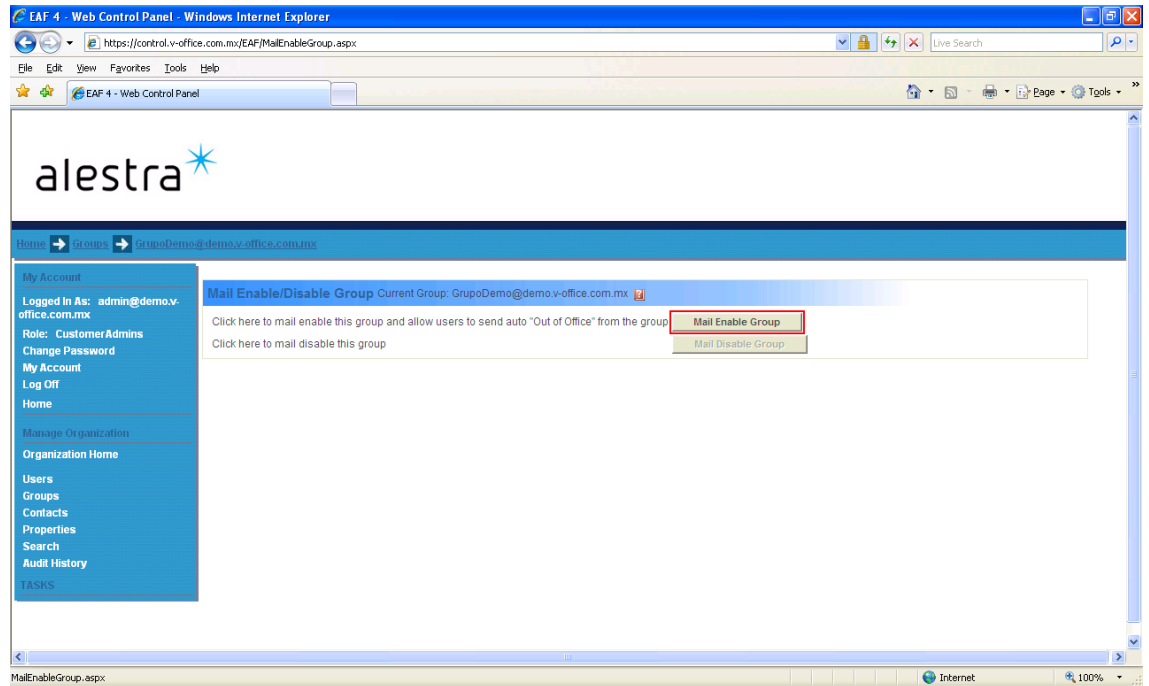 EAF 4 - Web Control Panel - Windows Internet Explorer
https://control.v-office.com.mx/EAF/MailEnableGroup.aspx
Live Search
File Edit View Favorites Tools Help
EAF 4 - Web Control Panel
Page Tools
alestra
Home Groups GrupoDemo@demo.v-office.com.mx
My Account
Logged In As: admin@demo.v-office.com.mx
Role: CustomerAdmins
Change Password
My Account
Log Off
Home
Manage Organization
Organization Home
Users
Groups
Contacts
Properties
Search
Audit History
TASKS
Mail Enable/Disable Group Current Group: GrupoDemo@demo.v-office.com.mx ?
Click here to mail enable this group and allow users to send auto "Out of Office" from the group Mail Enable Group
Click here to mail disable this group Mail Disable Group
MailEnableGroup.aspx Internet 100%